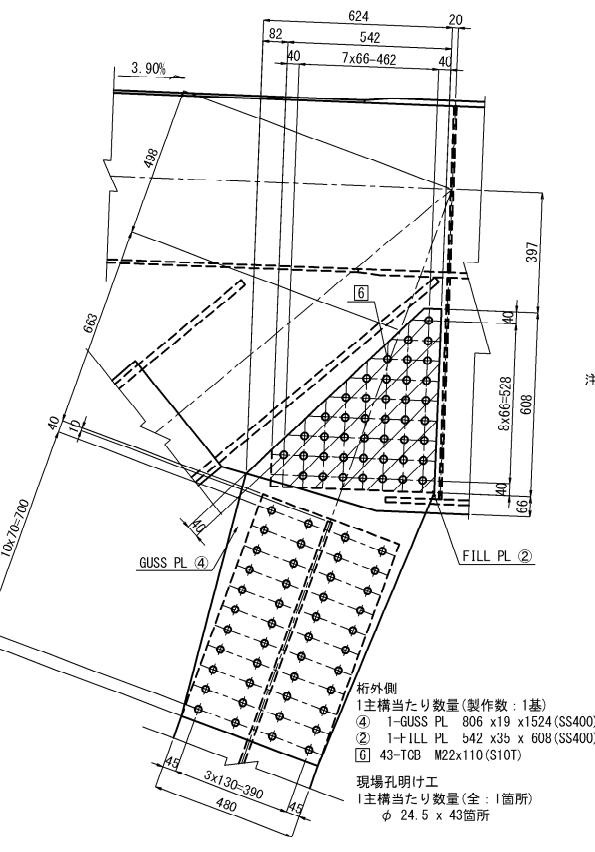 624
20
82
542
40
7x66-462
40
3.90%
498
397
6
663
40
8x66=528
608
40
10
40
66
10x70=700
40
GUSS PL ④
FILL PL ②
桁外側
1主構当たり数量(製作数:1基)
④ 1-GUSS PL 806 x19 x1524(SS400)
② 1-FILL PL 542 x35 x 608(SS400)
6 43-TCB M22x110(S10T)
45
3x130=390
45
480
現場孔明け工
1主構当たり数量(全:1箇所)
φ 24.5 x 43箇所